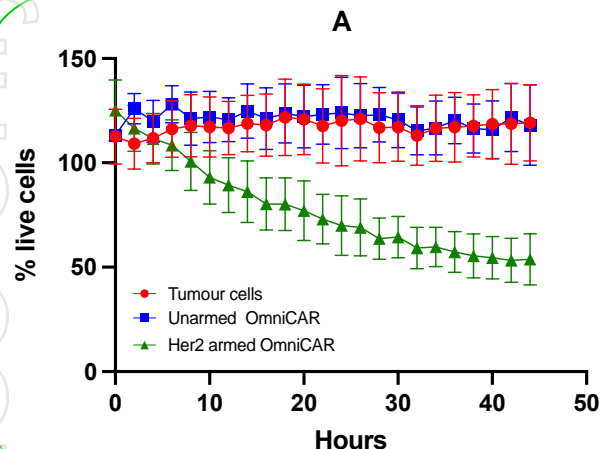 A
150
100
50
0
% live cells
Tumour cells
Unarmed OmniCAR
Her2 armed OmniCAR
0 10 20 30 40 50
Hours